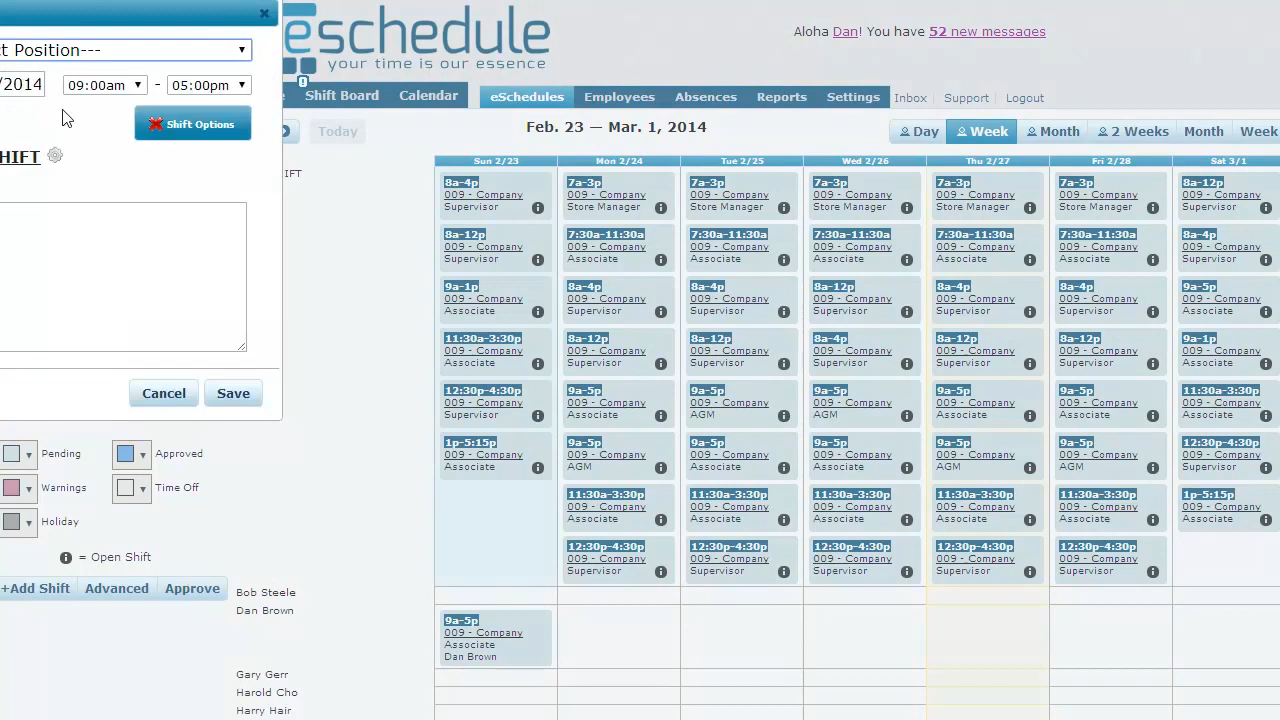 ct Position---
/2014 09:00am - 05:00pm
Shift Options
HIFT
Cancel Save
Pending Approved
Warnings Time Off
Holiday
= Open Shift
+Add Shift Advanced Approve
eschedule
your time is our essence
Aloha Dan! You have 52 new messages
Shift Board Calendar eSchedules Employees Absences Reports Settings Inbox Support Logout
Today Feb. 23 — Mar. 1, 2014 Day Week Month 2 Weeks Month Week
IFT
Sun 2/23 Mon 2/24 Tue 2/25 Wed 2/26 Thu 2/27 Fri 2/28 Sat 3/1
8a-4p 7a-3p 7a-3p 7a-3p 7a-3p 7a-3p 8a-12p
009 - Company 009 - Company 009 - Company 009 - Company 009 - Company 009 - Company 009 - Company
Supervisor Store Manager Store Manager Store Manager Store Manager Store Manager Supervisor
8a-12p 7:30a-11:30a 7:30a-11:30a 7:30a-11:30a 7:30a-11:30a 7:30a-11:30a 8a-4p
009 - Company 009 - Company 009 - Company 009 - Company 009 - Company 009 - Company 009 - Company
Supervisor Associate Associate Associate Associate Associate Supervisor
9a-1p 8a-4p 8a-4p 8a-12p 8a-4p 8a-4p 9a-5p
009 - Company 009 - Company 009 - Company 009 - Company 009 - Company 009 - Company 009 - Company
Associate Supervisor Supervisor Supervisor Supervisor Supervisor Associate
11:30a-3:30p 8a-12p 8a-12p 8a-4p 8a-12p 8a-12p 9a-1p
009 - Company 009 - Company 009 - Company 009 - Company 009 - Company 009 - Company 009 - Company
Associate Supervisor Supervisor Supervisor Supervisor Supervisor Associate
12:30p-4:30p 9a-5p 9a-5p 9a-5p 9a-5p 9a-5p 11:30a-3:30p
009 - Company 009 - Company 009 - Company 009 - Company 009 - Company 009 - Company 009 - Company
Supervisor Associate AGM AGM Associate Associate Associate
1p-5:15p 9a-5p 9a-5p 9a-5p 9a-5p 9a-5p 12:30p-4:30p
009 - Company 009 - Company 009 - Company 009 - Company 009 - Company 009 - Company 009 - Company
Associate AGM Associate Associate AGM AGM Supervisor
11:30a-3:30p 11:30a-3:30p 11:30a-3:30p 11:30a-3:30p 11:30a-3:30p 1p-5:15p
009 - Company 009 - Company 009 - Company 009 - Company 009 - Company 009 - Company
Associate Associate Associate Associate Associate Associate
12:30p-4:30p 12:30p-4:30p 12:30p-4:30p 12:30p-4:30p 12:30p-4:30p
009 - Company 009 - Company 009 - Company 009 - Company 009 - Company
Supervisor Supervisor Supervisor Supervisor Supervisor
Bob Steele
Dan Brown
9a-5p
009 - Company
Associate
Dan Brown
Gary Gerr
Harold Cho
Harry Hair